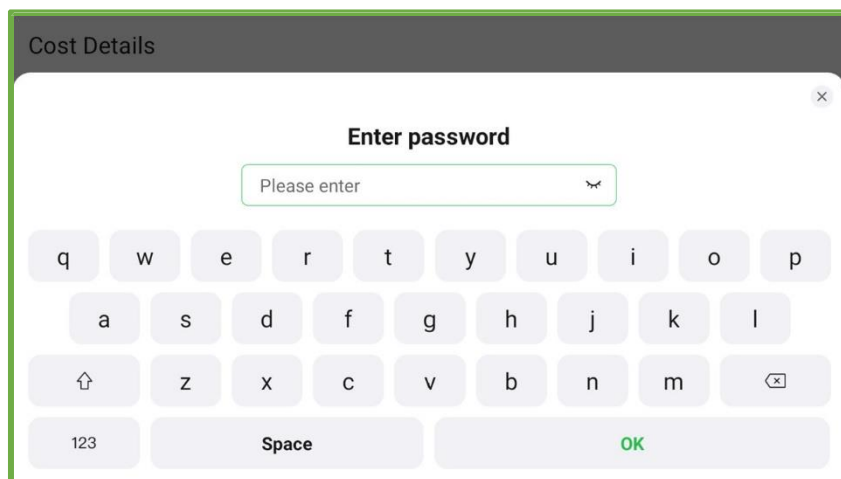 Cost Details
Enter password
Please enter
q w e r t y u i o p
a s d f g h j k l
z x c v b n m
123 Space OK